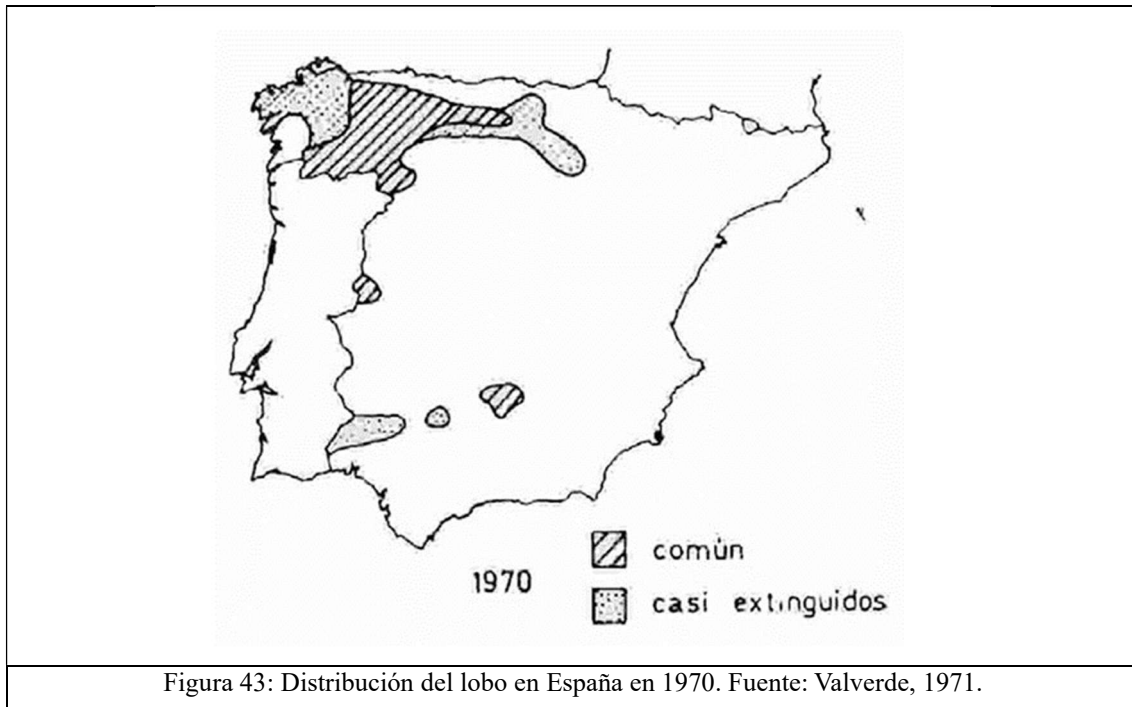 común
1970
casi extinguidos
Figura 43: Distribución del lobo en España en 1970. Fuente: Valverde, 1971.